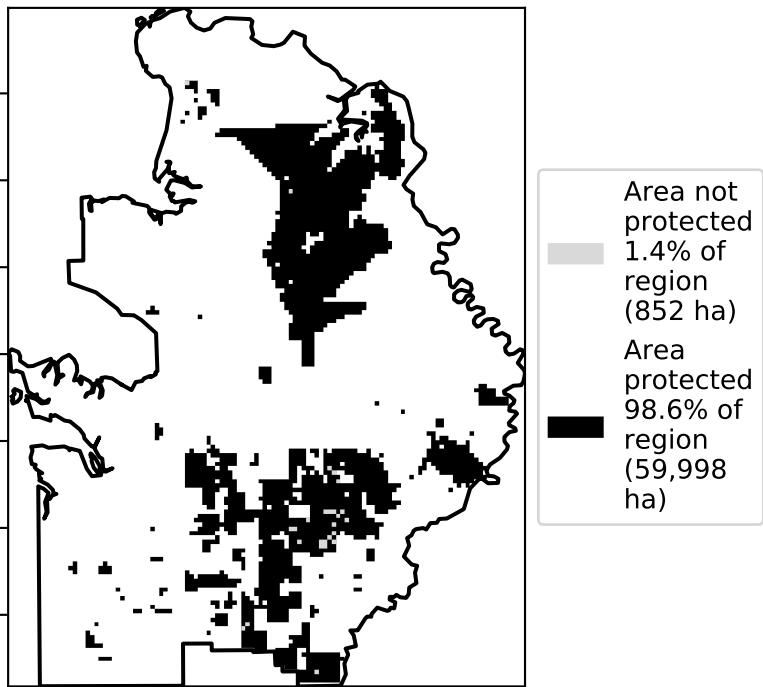 Area not
protected
1.4% of
region
(852 ha)
Area
protected
98.6% of
region
(59,998
ha)